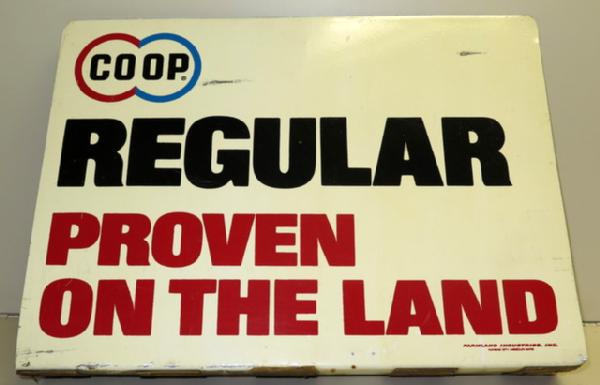 CO OP®
REGULAR
PROVEN
ON THE LAND